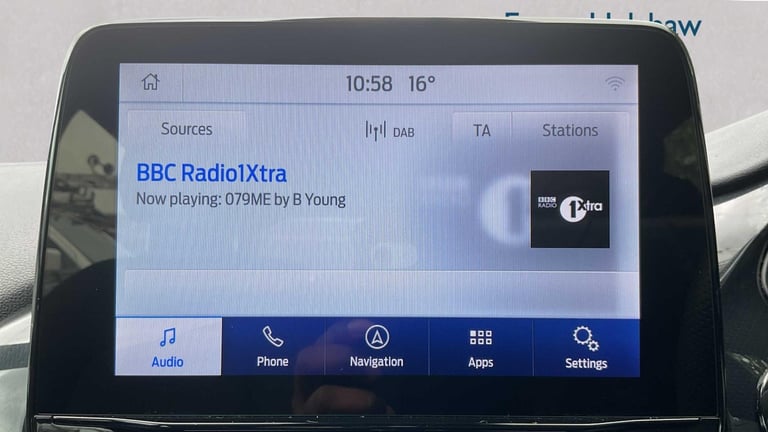 10:58 16°
Sources DAB TA Stations
BBC Radio1Xtra
Now playing: 079ME by B Young
BBC RADIO 1Xtra
Audio Phone Navigation Apps Settings